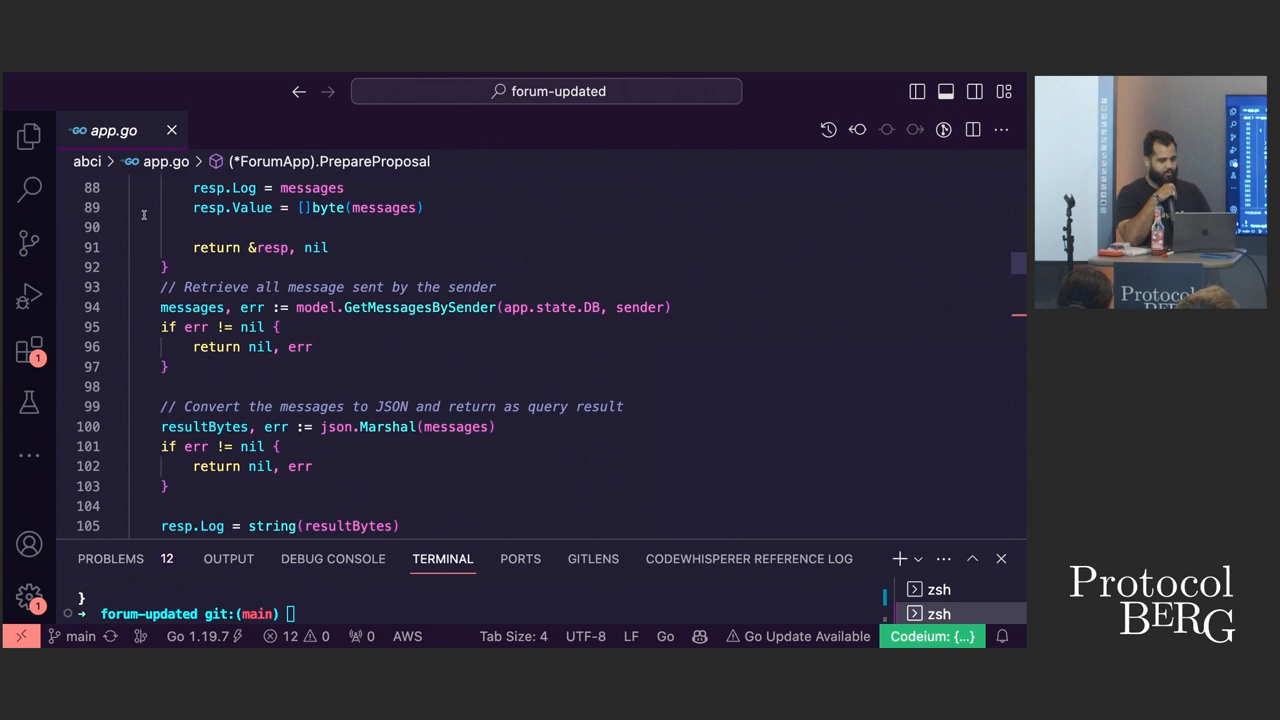 forum-updated
app.go
abci > app.go > (*ForumApp).PrepareProposal
88 resp.Log = messages
89 resp.Value = []byte(messages)
90
91 return &resp, nil
92 }
93 // Retrieve all message sent by the sender
94 messages, err := model.GetMessagesBySender(app.state.DB, sender)
95 if err != nil {
96 return nil, err
97 }
98
99 // Convert the messages to JSON and return as query result
100 resultBytes, err := json.Marshal(messages)
101 if err != nil {
102 return nil, err
103 }
104
105 resp.Log = string(resultBytes)
1
1
PROBLEMS 12 OUTPUT DEBUG CONSOLE TERMINAL PORTS GITLENS CODEWHISPERER REFERENCE LOG
}
forum-updated git:(main)
zsh
zsh
main Go 1.19.7 12 0 0 AWS Tab Size: 4 UTF-8 LF Go Go Update Available Codeium: {...}
Protocol
Protocol
BERG